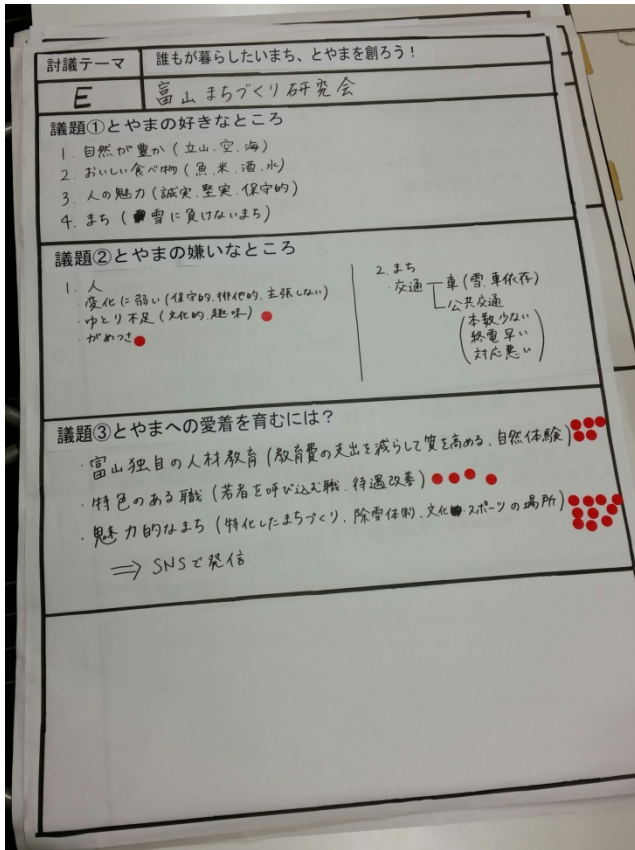 討議テーマ 誰もが暮らしたいまち、とやまを創ろう！
E 富山まちづくり研究会
議題①とやまの好きなところ
1. 自然が豊か(立山.空.海)
2. おいしい食べ物(魚.米.酒.水)
3. 人の魅力(誠実.堅実.保守的)
4. まち(雪に負けないまち)
議題②とやまの嫌いなところ
1. 人
・変化に弱い(保守的.排他的.主張しない)
・ゆとり不足(文化的.趣味)
・がめつさ
2. まち
・交通 車(雪.車依存)
公共交通
(本数少ない
終電早い
対応悪い)
議題③とやまへの愛着を育むには？
・富山独自の人材教育(教育費の支出を減らして質を高める、自然体験)
・特色のある職(若者を呼び込む職、待遇改善)
・魅力的なまち(特化したまちづくり、除雪体制、文化・スポーツの場所)
⇒ SNSで発信